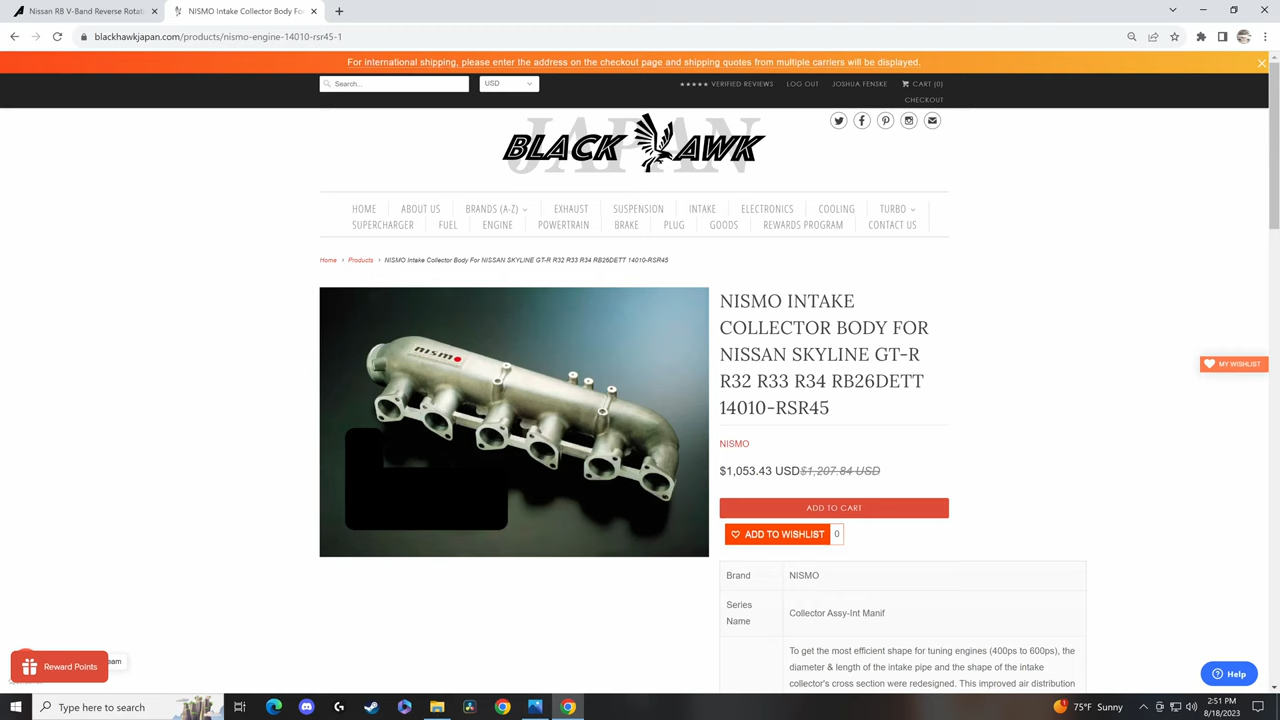 Nissan RB V-Band Reverse Rotat
NISMO Intake Collector Body Fo
blackhawkjapan.com/products/nismo-engine-14010-rsr45-1
For international shipping, please enter the address on the checkout page and shipping quotes from multiple carriers will be displayed.
Search...
USD
★★★★★ VERIFIED REVIEWS
LOG OUT
JOSHUA FENSKE
CART (0)
CHECKOUT
JAPAN
BLACK HAWK
HOME
ABOUT US
BRANDS (A-Z)
EXHAUST
SUSPENSION
INTAKE
ELECTRONICS
COOLING
TURBO
SUPERCHARGER
FUEL
ENGINE
POWERTRAIN
BRAKE
PLUG
GOODS
REWARDS PROGRAM
CONTACT US
Home › Products › NISMO Intake Collector Body For NISSAN SKYLINE GT-R R32 R33 R34 RB26DETT 14010-RSR45
nismo
NISMO INTAKE
COLLECTOR BODY FOR
NISSAN SKYLINE GT-R
R32 R33 R34 RB26DETT
14010-RSR45
NISMO
$1,053.43 USD$1,207.84 USD
ADD TO CART
ADD TO WISHLIST
0
MY WISHLIST
Brand
NISMO
Series
Name
Collector Assy-Int Manif
To get the most efficient shape for tuning engines (400ps to 600ps), the
diameter & length of the intake pipe and the shape of the intake
collector's cross section were redesigned. This improved air distribution
Reward Points
eam
Help
Type here to search
1
75°F Sunny
2:51 PM
8/18/2023